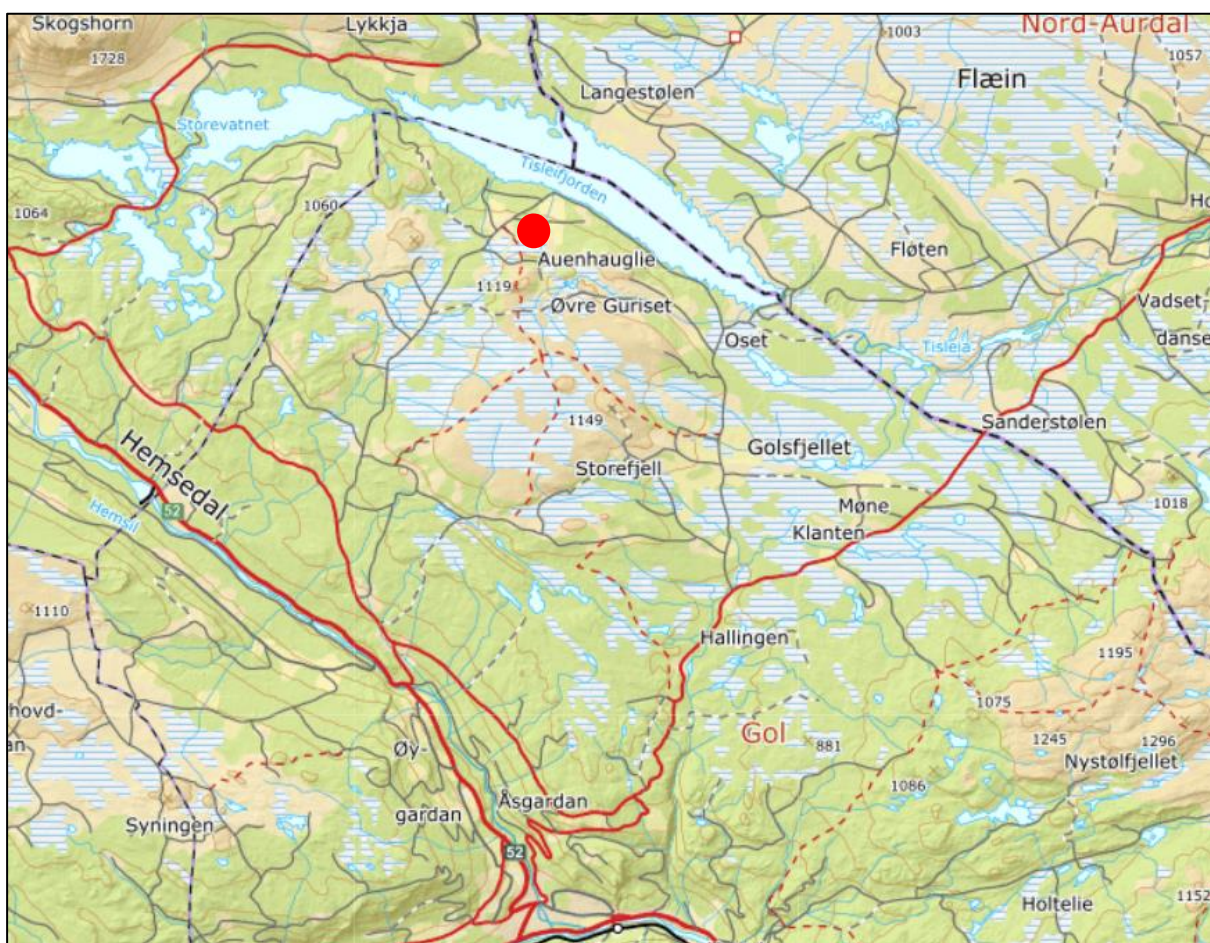 Skogshorn
Lykkja
Nord-Aurdal
1728
1003
1057
Langestølen
Flæin
Storevatnet
Tisleifjorden
1064
1060
Ho
Auenhauglie
Fløten
1119
Øvre Guriset
Vadset-
danse
Oset
Tisleia
1149
Sanderstølen
Hemsedal
Golsfjellet
Storefjell
52
Hemsil
Møne
1018
Klanten
1110
Hallingen
1195
hovd-
an
1075
Gol
881
1245
1296
Øy-
gardan
Nystølfjellet
1086
Åsgardan
Syningen
52
1152
Holtelie